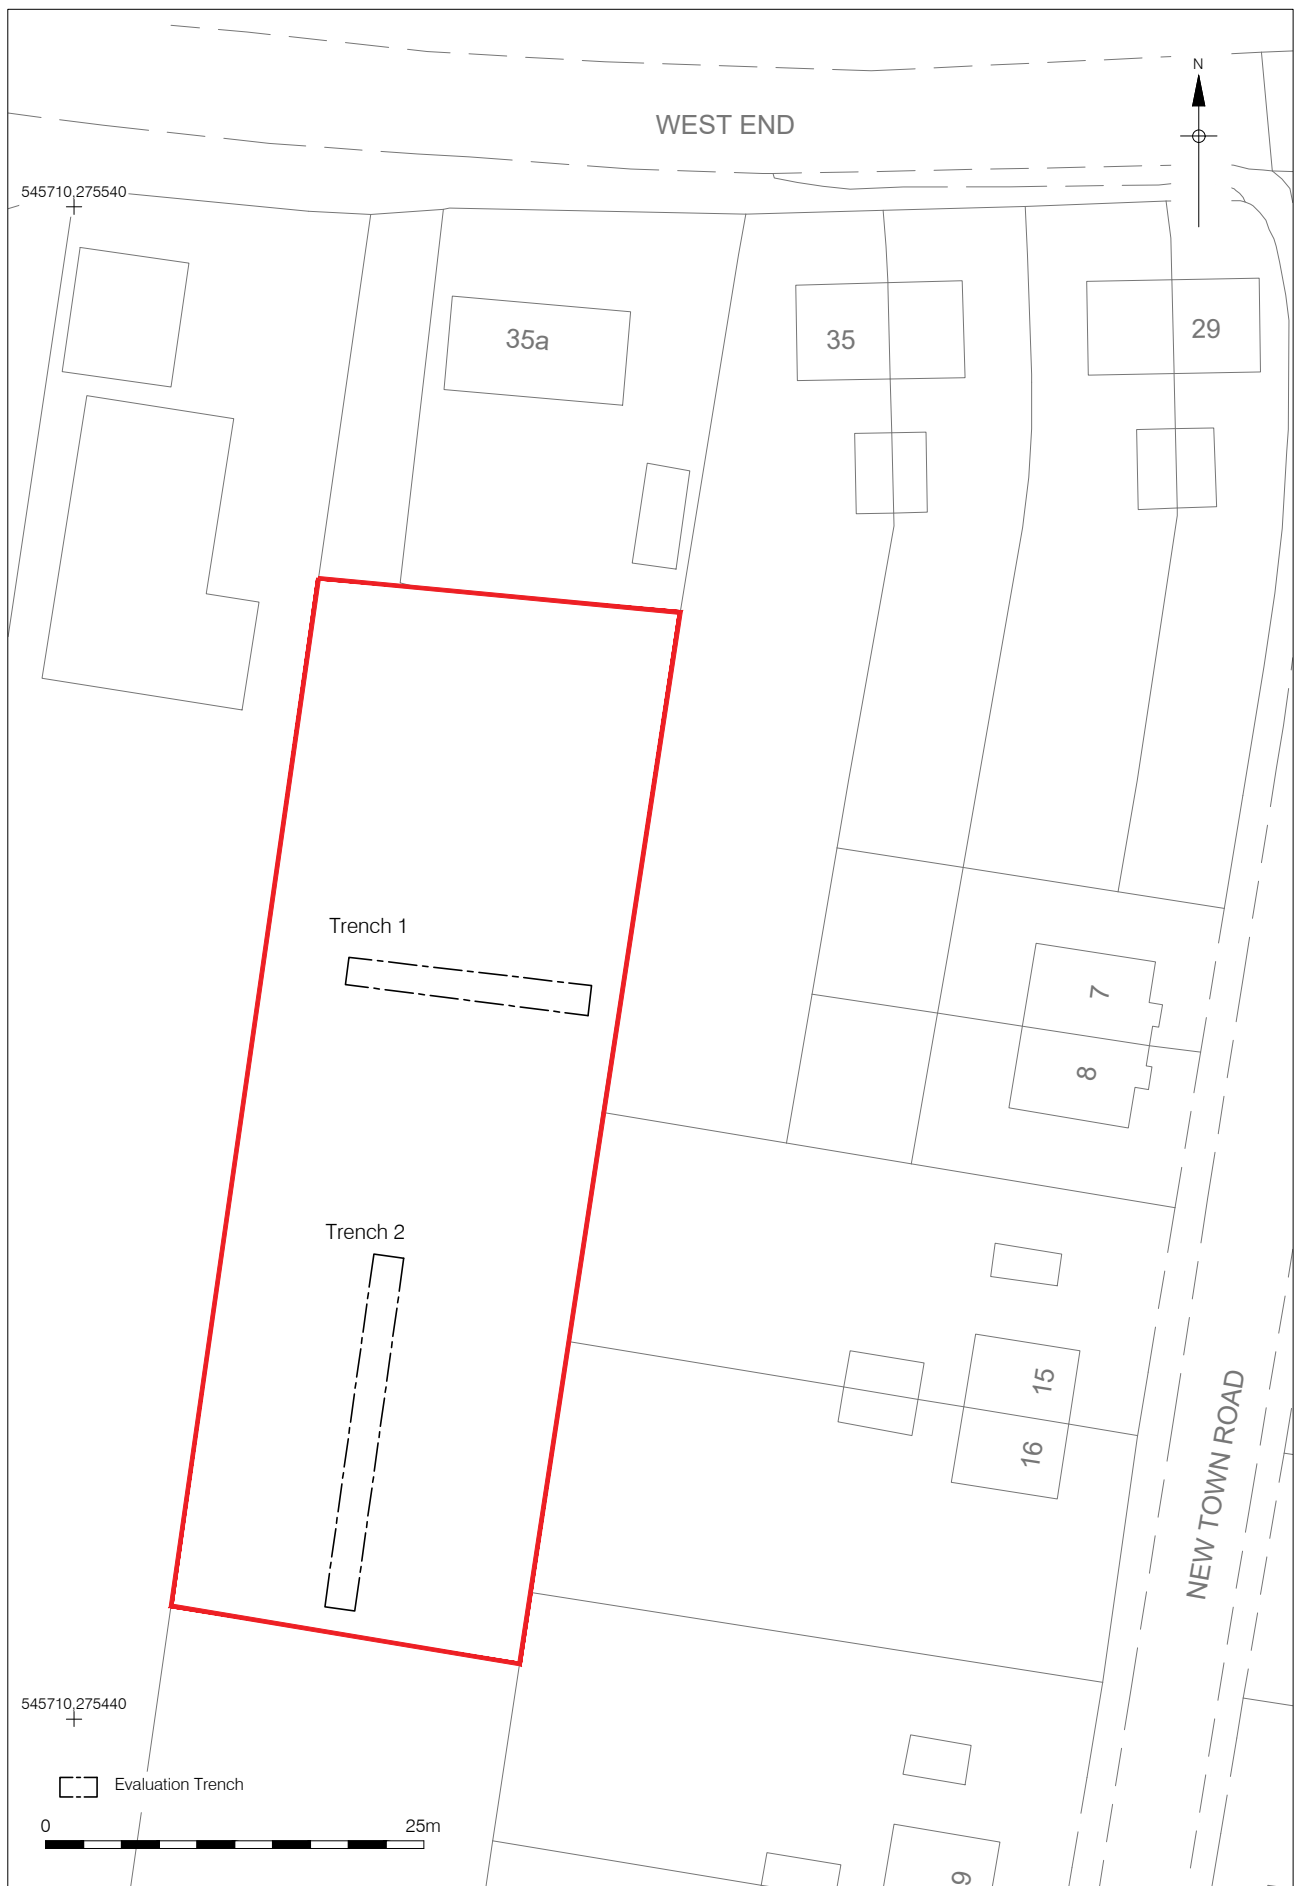 N
WEST END
545710,275540
35a
35
29
Trench 1
7
8
Trench 2
15
16
NEW TOWN ROAD
545710,275440
Evaluation Trench
0 25m
9